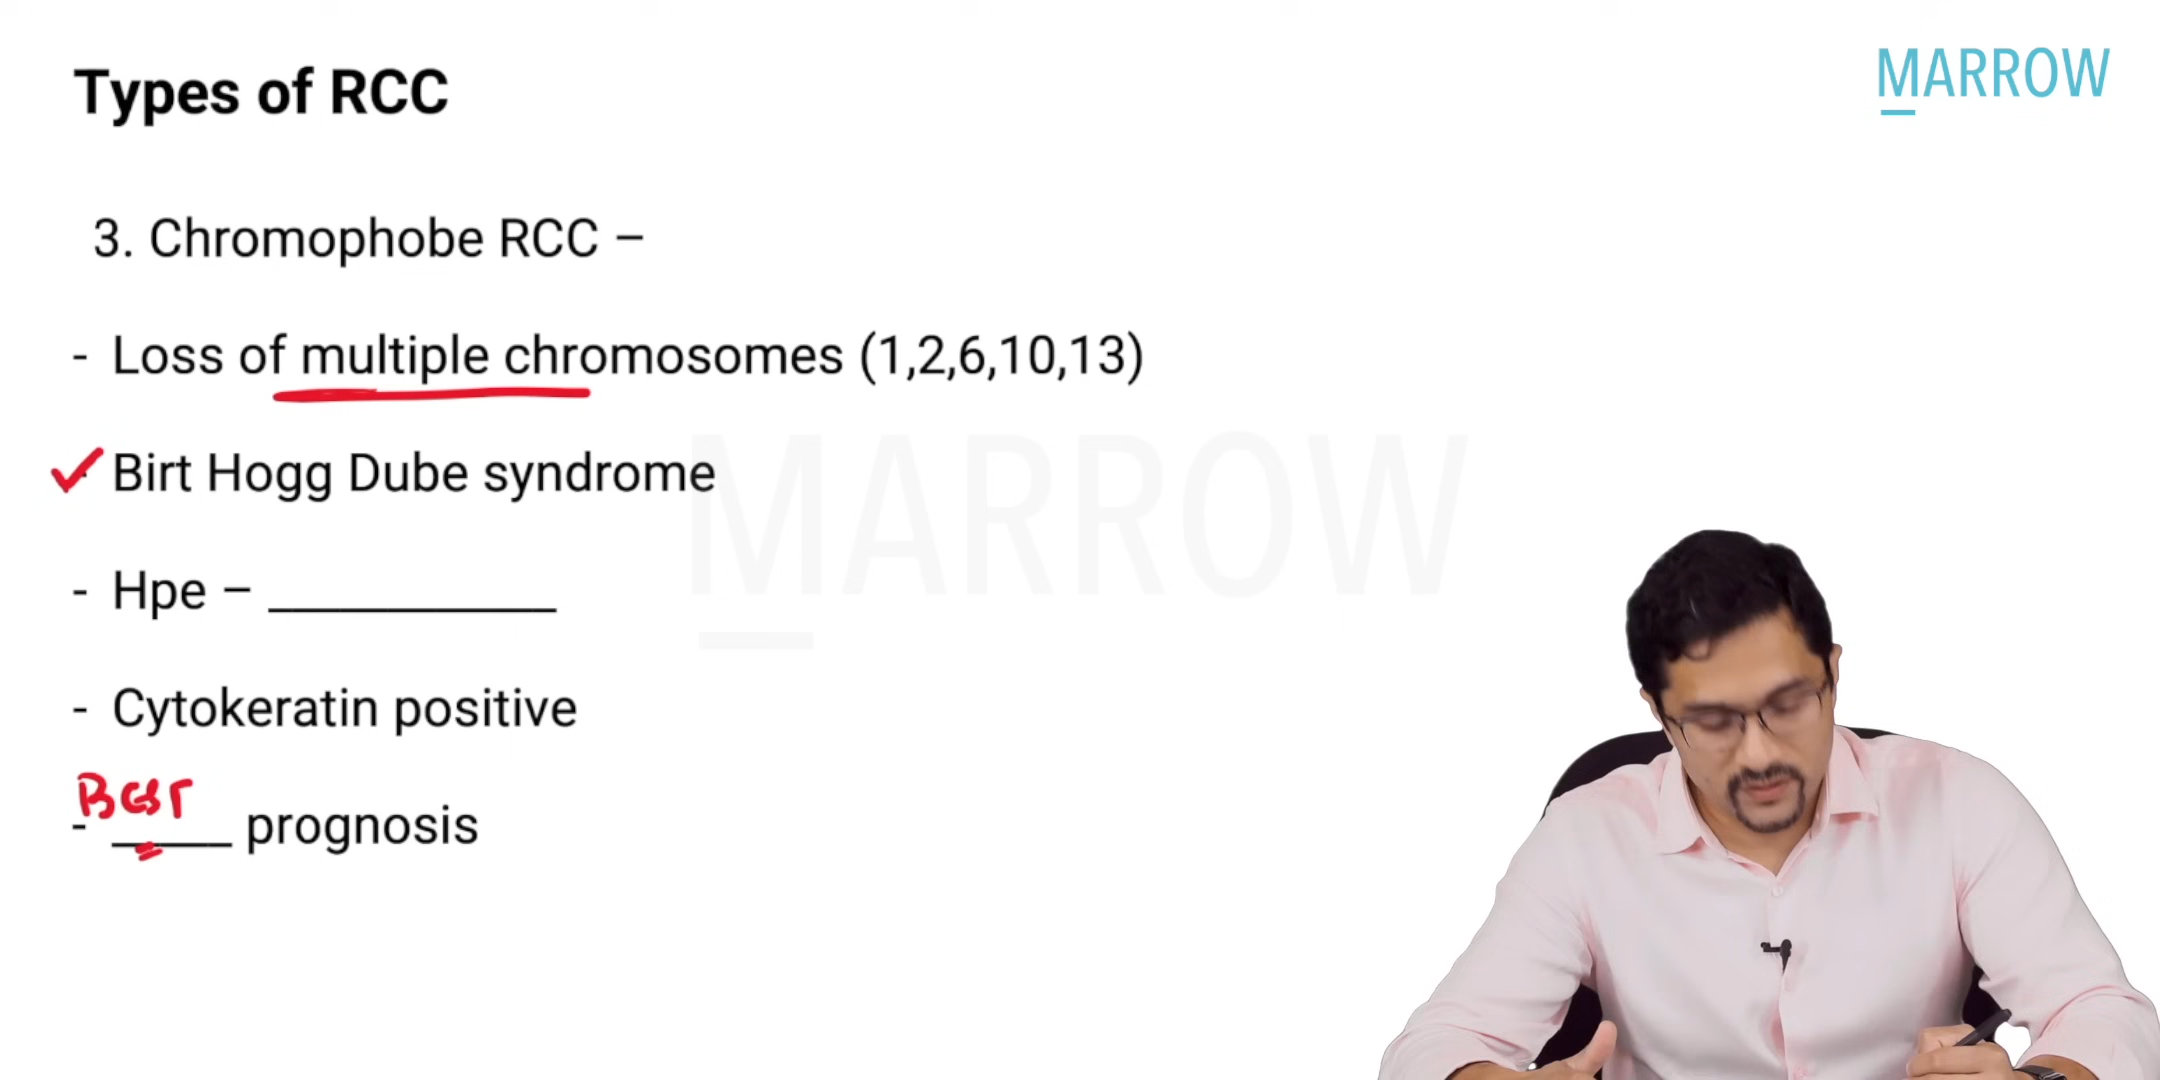 Types of RCC
MARROW
3. Chromophobe RCC –
- Loss of multiple chromosomes (1,2,6,10,13)
Birt Hogg Dube syndrome
MARROW
- Hpe – ____________
- Cytokeratin positive
BEST
- _____ prognosis